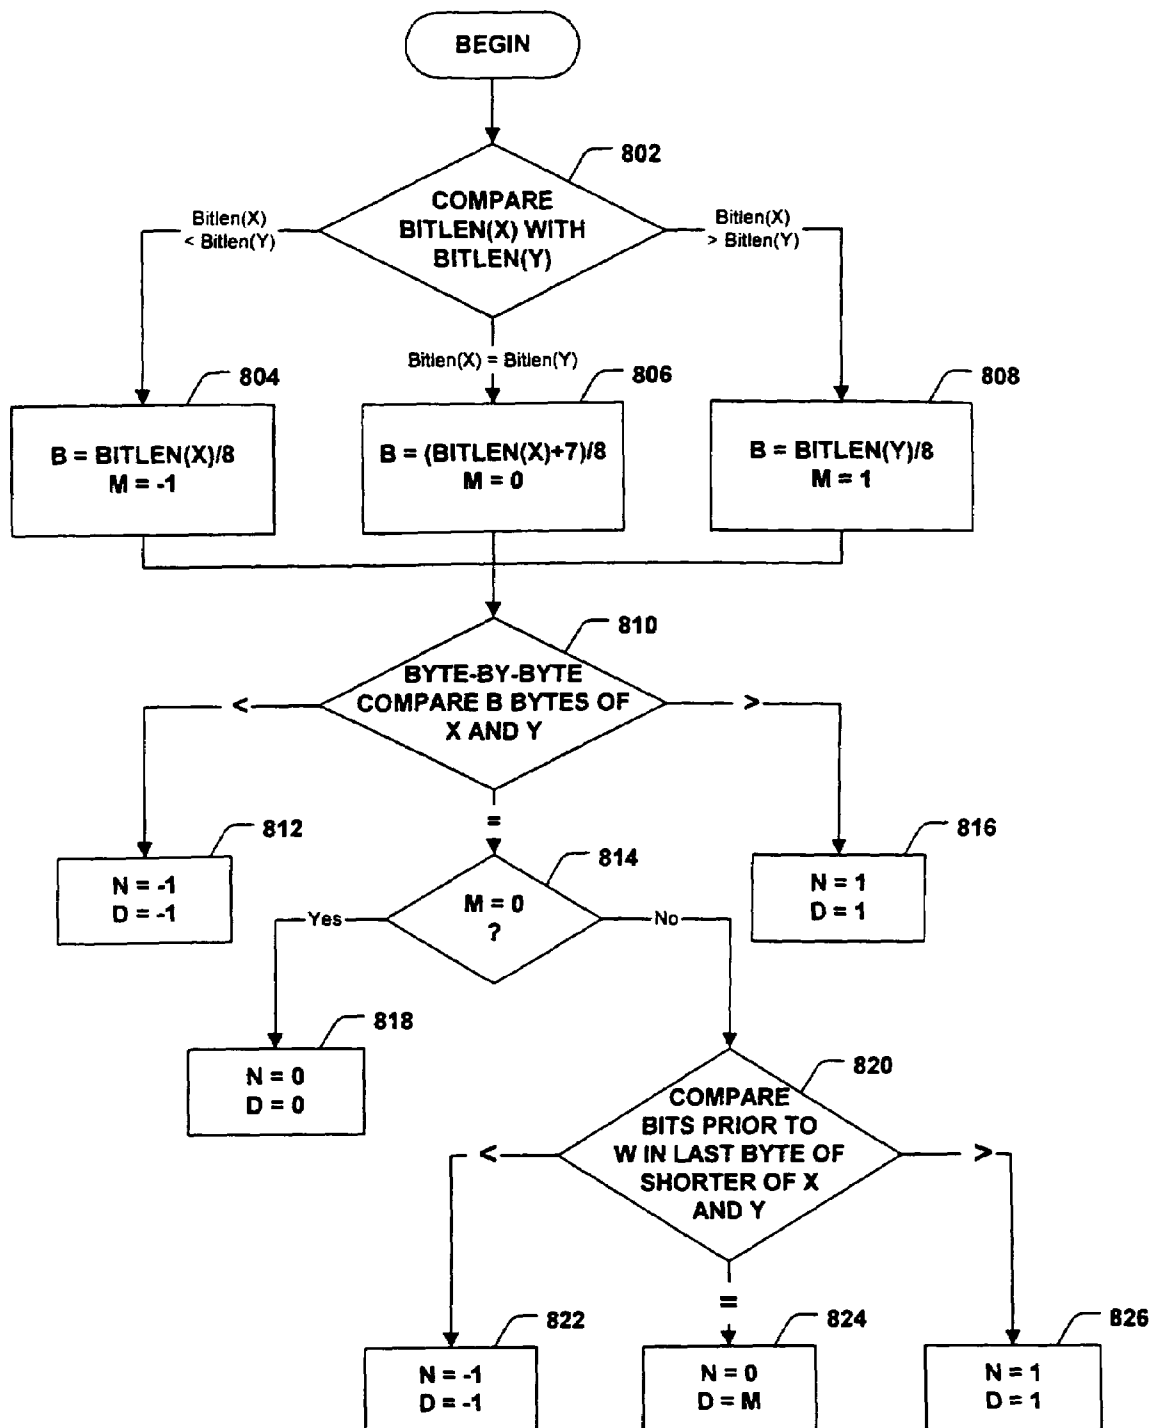 BEGIN
802
COMPARE
BITLEN(X) WITH
BITLEN(Y)
Bitlen(X)
< Bitlen(Y)
Bitlen(X)
> Bitlen(Y)
Bitlen(X) = Bitlen(Y)
804
B = BITLEN(X)/8
M = -1
806
B = (BITLEN(X)+7)/8
M = 0
808
B = BITLEN(Y)/8
M = 1
810
BYTE-BY-BYTE
COMPARE B BYTES OF
X AND Y
<
>
=
812
N = -1
D = -1
814
M = 0
?
816
N = 1
D = 1
Yes
No
818
N = 0
D = 0
820
COMPARE
BITS PRIOR TO
W IN LAST BYTE OF
SHORTER OF X
AND Y
<
>
=
822
N = -1
D = -1
824
N = 0
D = M
826
N = 1
D = 1